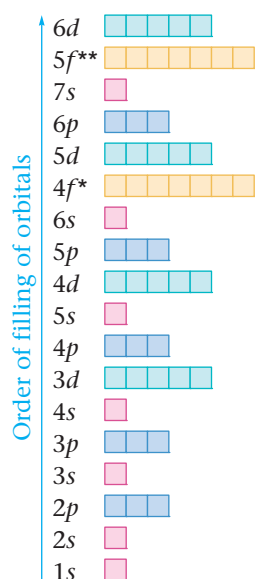 6d
5f**
7s
6p
5d
4f*
6s
5p
4d
5s
4p
3d
4s
3p
3s
2p
2s
1s
Order of filling of orbitals